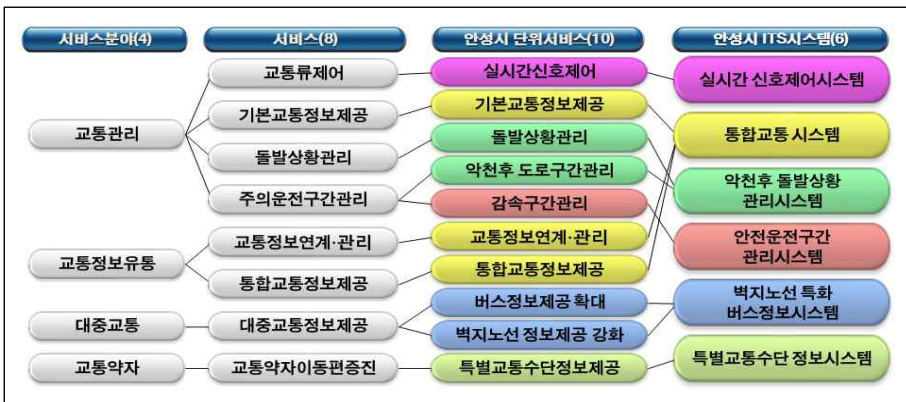 서비스분야(4)
서비스(8)
안성시 단위서비스(10)
안성시 ITS시스템(6)
교통관리
교통정보유통
대중교통
교통약자
교통류제어
기본교통정보제공
돌발상황관리
주의운전구간관리
교통정보연계·관리
통합교통정보제공
대중교통정보제공
교통약자이동편증진
실시간신호제어
기본교통정보제공
돌발상황관리
악천후 도로구간관리
감속구간관리
교통정보연계·관리
통합교통정보제공
버스정보제공 확대
벽지노선 정보제공 강화
특별교통수단정보제공
실시간 신호제어시스템
통합교통 시스템
악천후 돌발상황
관리시스템
안전운전구간
관리시스템
벽지노선 특화
버스정보시스템
특별교통수단 정보시스템